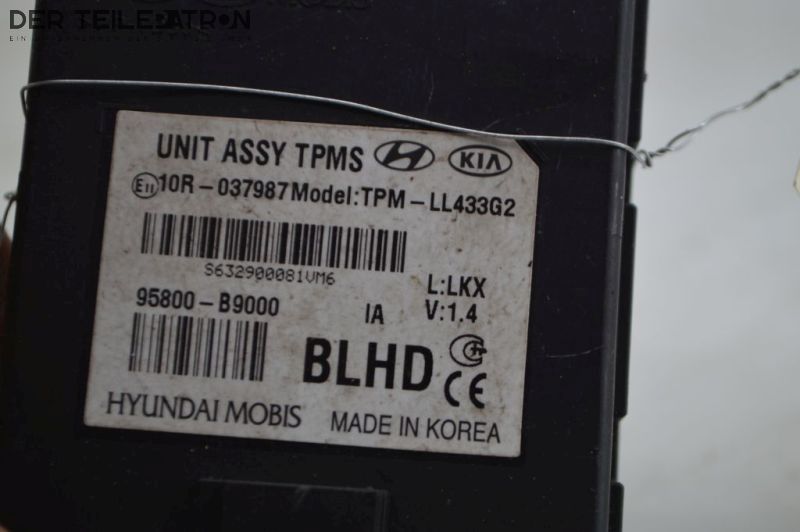 DER TEILEPATRON
UNIT ASSY TPMS KIA
E11 10R-037987 Model:TPM-LL433G2
S632900081VM6
L:LKX
95800-B9000 IA V:1.4
BLHD CE
HYUNDAI MOBIS MADE IN KOREA